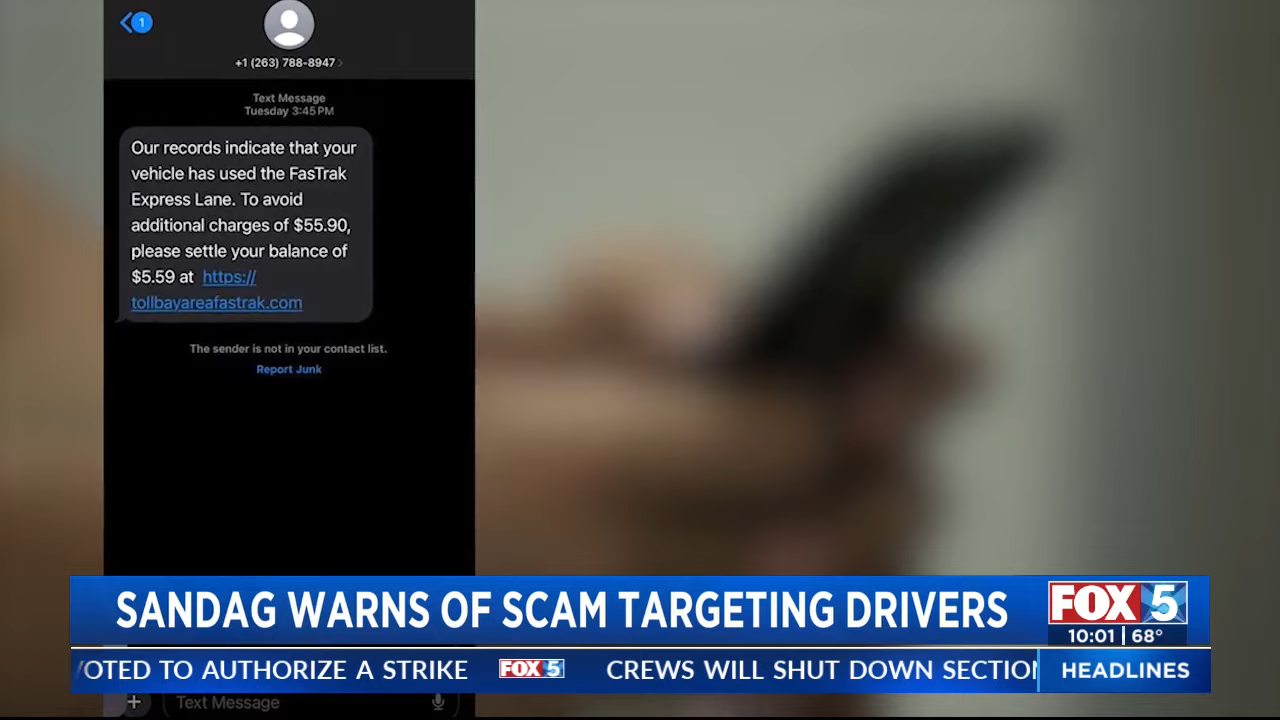 1
+1 (263) 788-8947
Text Message
Tuesday 3:45 PM
Our records indicate that your
vehicle has used the FasTrak
Express Lane. To avoid
additional charges of $55.90,
please settle your balance of
$5.59 at https://
tollbayareafastrak.com
The sender is not in your contact list.
Report Junk
SANDAG WARNS OF SCAM TARGETING DRIVERS
FOX 5
10:01 | 68°
OTED TO AUTHORIZE A STRIKE FOX 5 CREWS WILL SHUT DOWN SECTION
HEADLINES
Text Message